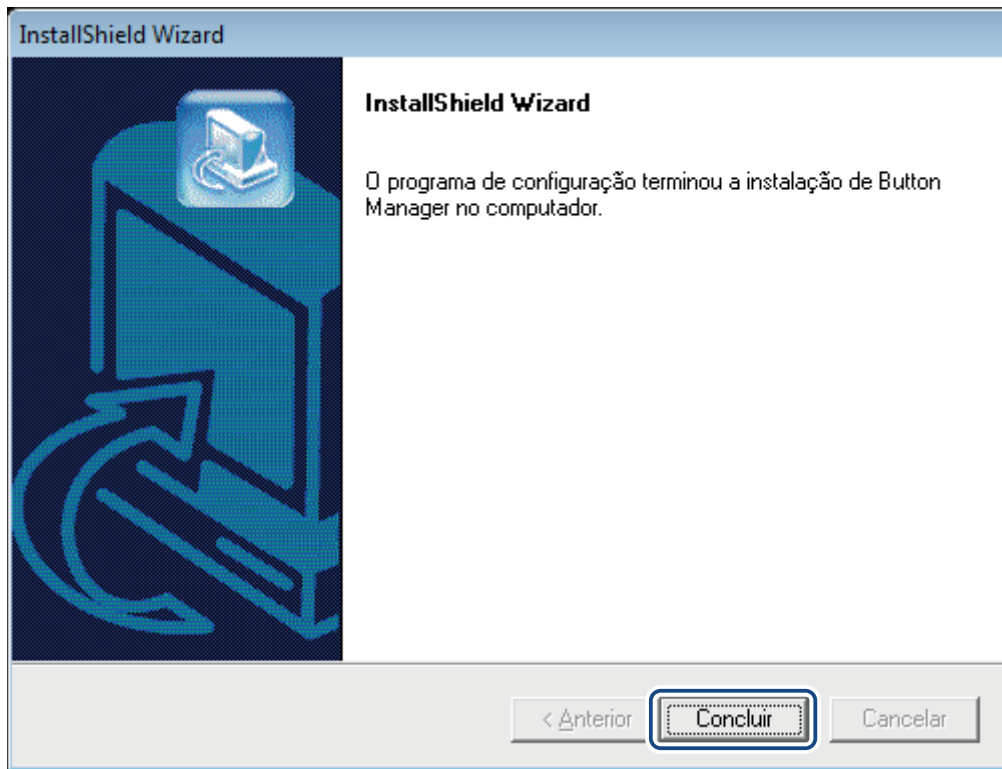 InstallShield Wizard
InstallShield Wizard
O programa de configuração terminou a instalação de Button
Manager no computador.
< Anterior
Concluir
Cancelar